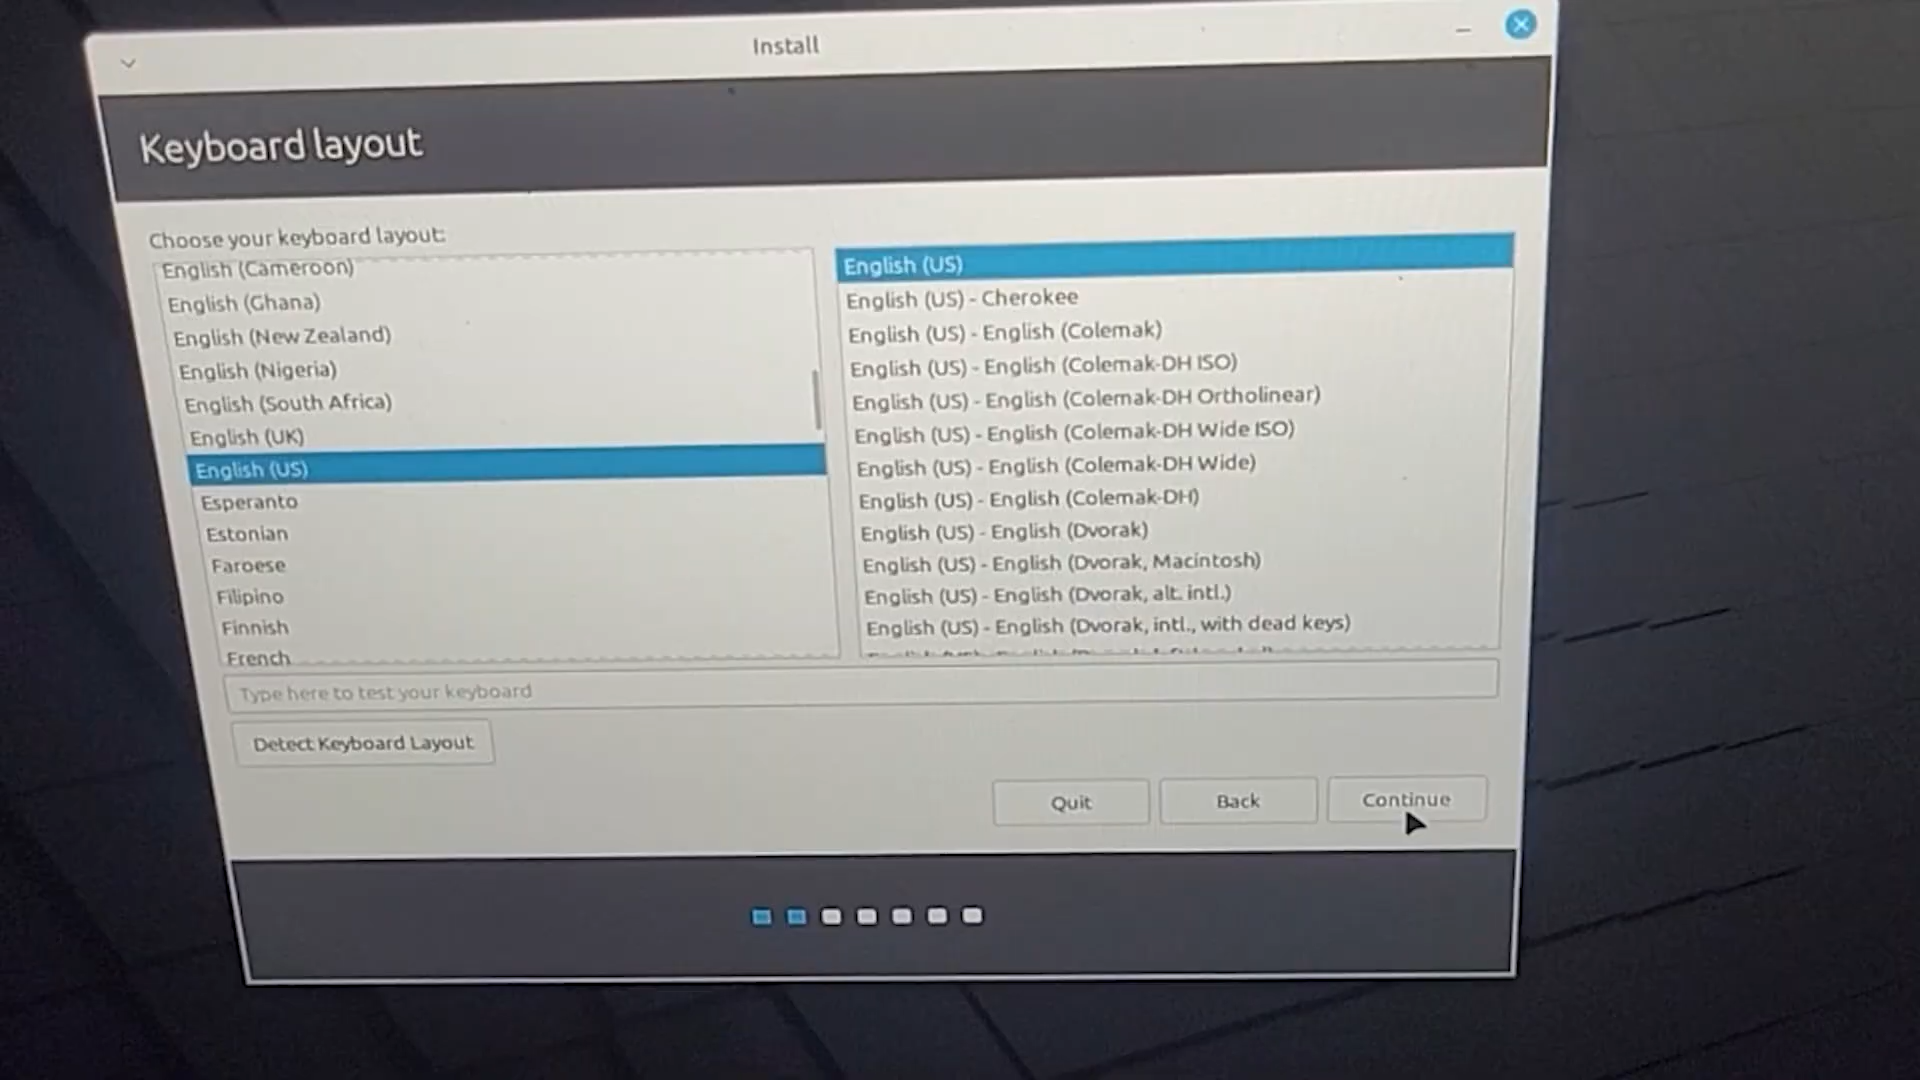 Install
Keyboard layout
Choose your keyboard layout:
English (Cameroon)
English (Ghana)
English (New Zealand)
English (Nigeria)
English (South Africa)
English (UK)
English (US)
Esperanto
Estonian
Faroese
Filipino
Finnish
French
English (US)
English (US) - Cherokee
English (US) - English (Colemak)
English (US) - English (Colemak-DH ISO)
English (US) - English (Colemak-DH Ortholinear)
English (US) - English (Colemak-DH Wide ISO)
English (US) - English (Colemak-DH Wide)
English (US) - English (Colemak-DH)
English (US) - English (Dvorak)
English (US) - English (Dvorak, Macintosh)
English (US) - English (Dvorak, alt. intl.)
English (US) - English (Dvorak, intl., with dead keys)
Type here to test your keyboard
Detect Keyboard Layout
Quit
Back
Continue